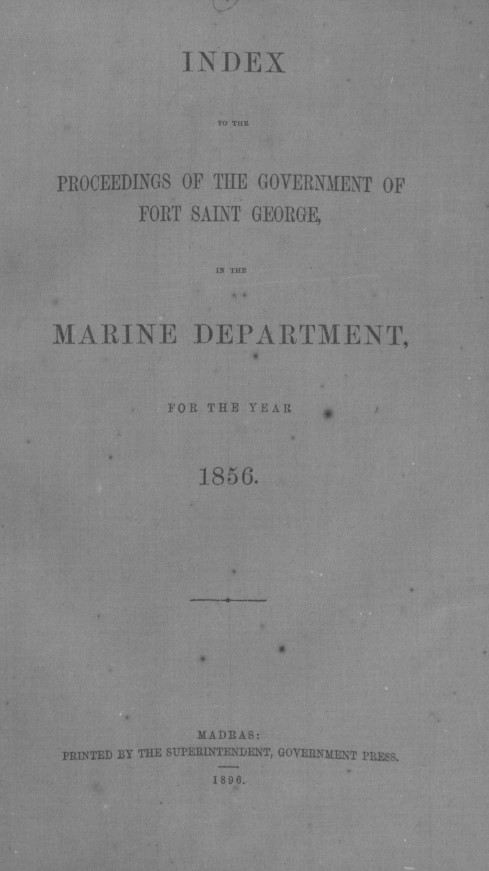 INDEX
TO THE
PROCEEDINGS OF THE GOVERNMENT OF
FORT SAINT GEORGE,
IN THE
MARINE DEPARTMENT,
FOR THE YEAR
1856.
MADRAS:
PRINTED BY THE SUPERINTENDENT, GOVERNMENT PRESS.
1896.